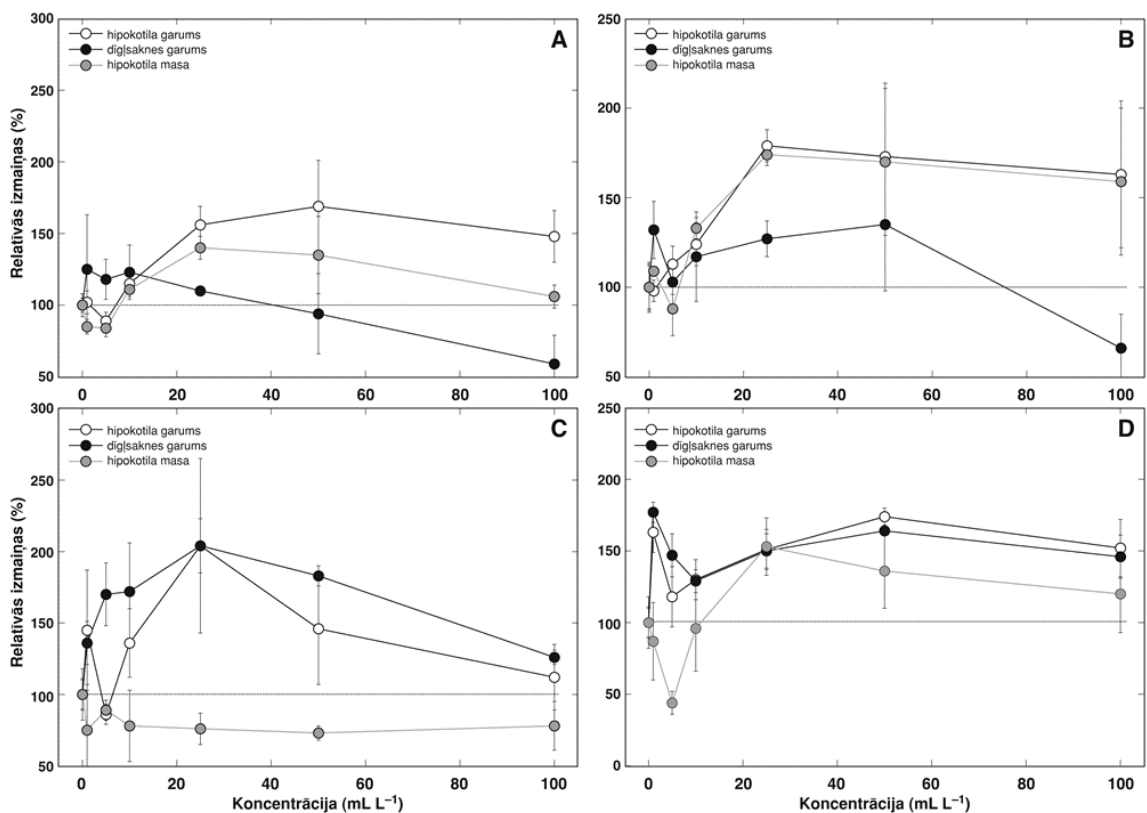 300
250
200
150
100
50
Relatīvās izmaiņas (%)
hipokotila garums
dīgļsaknes garums
hipokotila masa
A
0 20 40 60 80 100
250
200
150
100
50
hipokotila garums
dīgļsaknes garums
hipokotila masa
B
0 20 40 60 80 100
300
250
200
150
100
50
Relatīvās izmaiņas (%)
hipokotila garums
dīgļsaknes garums
hipokotila masa
C
0 20 40 60 80 100
Koncentrācija (mL L⁻¹)
250
200
150
100
50
0
hipokotila garums
dīgļsaknes garums
hipokotila masa
D
0 20 40 60 80 100
Koncentrācija (mL L⁻¹)